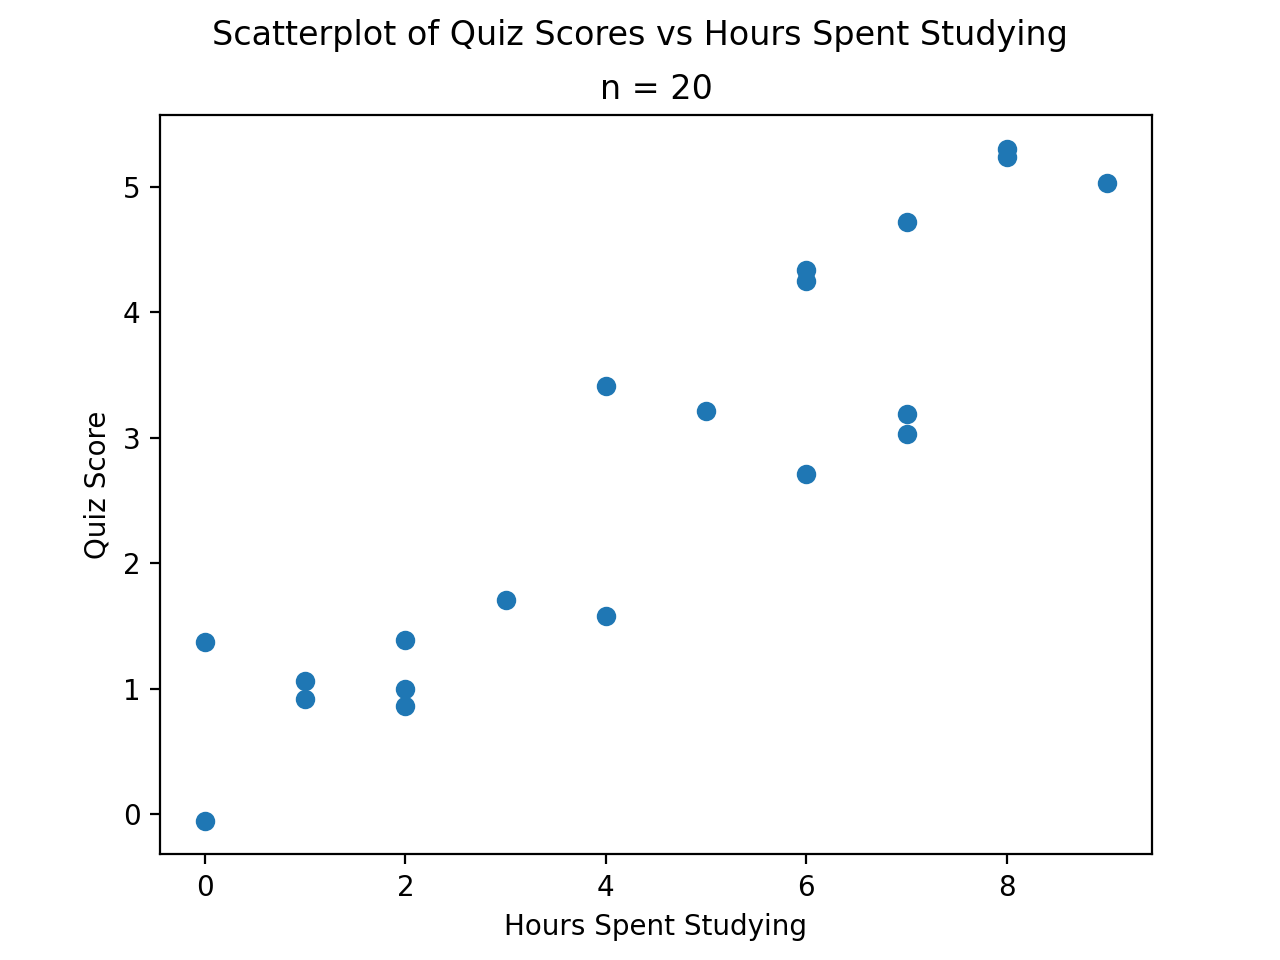 Scatterplot of Quiz Scores vs Hours Spent Studying
n = 20
5
4
3
2
1
0
Quiz Score
0 2 4 6 8
Hours Spent Studying